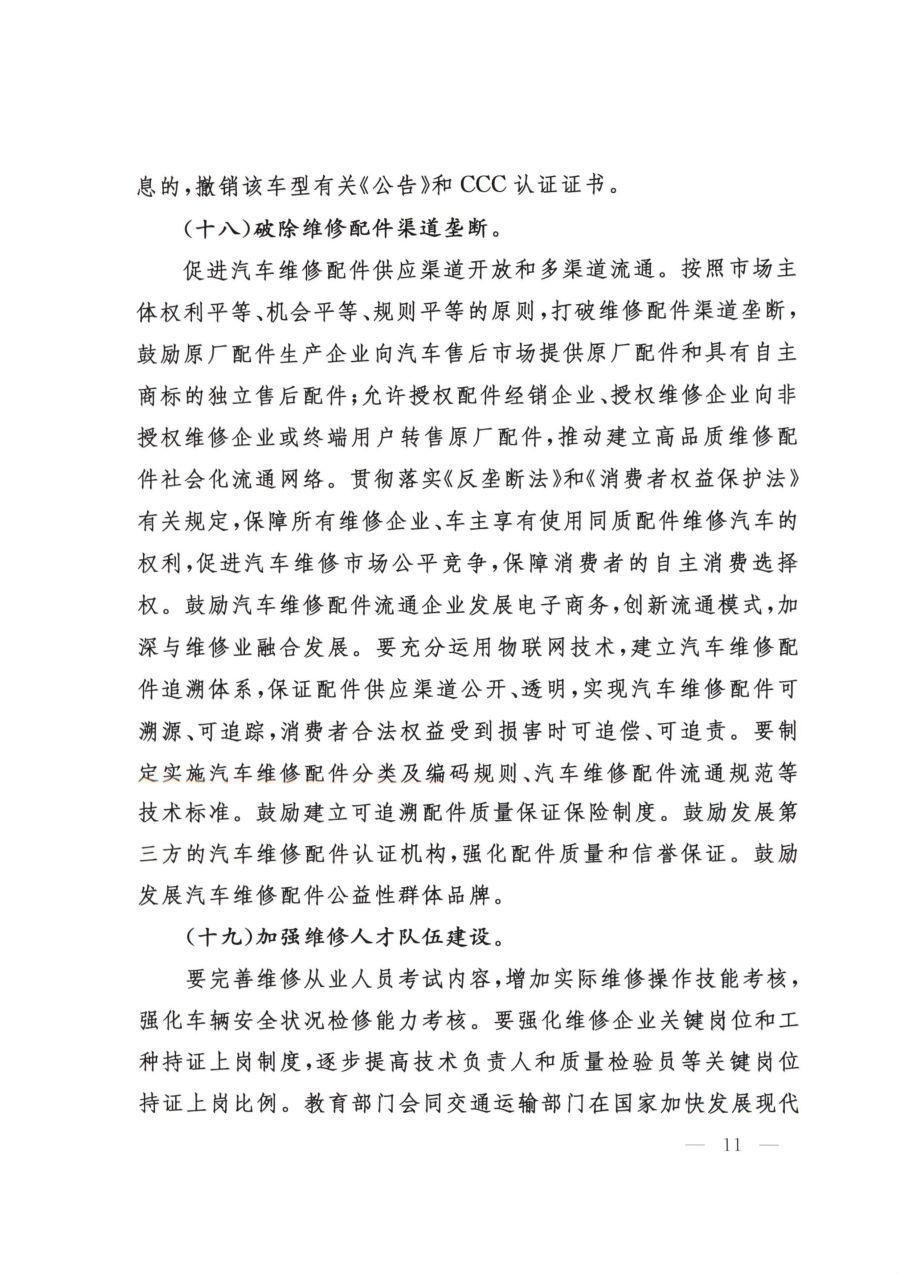 息的，撤销该车型有关《公告》和 CCC 认证证书。
（十八）破除维修配件渠道垄断。
促进汽车维修配件供应渠道开放和多渠道流通。按照市场主
体权利平等、机会平等、规则平等的原则，打破维修配件渠道垄断，
鼓励原厂配件生产企业向汽车售后市场提供原厂配件和具有自主
商标的独立售后配件；允许授权配件经销企业、授权维修企业向非
授权维修企业或终端用户转售原厂配件，推动建立高品质维修配
件社会化流通网络。贯彻落实《反垄断法》和《消费者权益保护法》
有关规定，保障所有维修企业、车主享有使用同质配件维修汽车的
权利，促进汽车维修市场公平竞争，保障消费者的自主消费选择
权。鼓励汽车维修配件流通企业发展电子商务，创新流通模式，加
深与维修业融合发展。要充分运用物联网技术，建立汽车维修配
件追溯体系，保证配件供应渠道公开、透明，实现汽车维修配件可
溯源、可追踪，消费者合法权益受到损害时可追偿、可追责。要制
定实施汽车维修配件分类及编码规则、汽车维修配件流通规范等
技术标准。鼓励建立可追溯配件质量保证保险制度。鼓励发展第
三方的汽车维修配件认证机构，强化配件质量和信誉保证。鼓励
发展汽车维修配件公益性群体品牌。
（十九）加强维修人才队伍建设。
要完善维修从业人员考试内容，增加实际维修操作技能考核，
强化车辆安全状况检修能力考核。要强化维修企业关键岗位和工
种持证上岗制度，逐步提高技术负责人和质量检验员等关键岗位
持证上岗比例。教育部门会同交通运输部门在国家加快发展现代
— 11 —